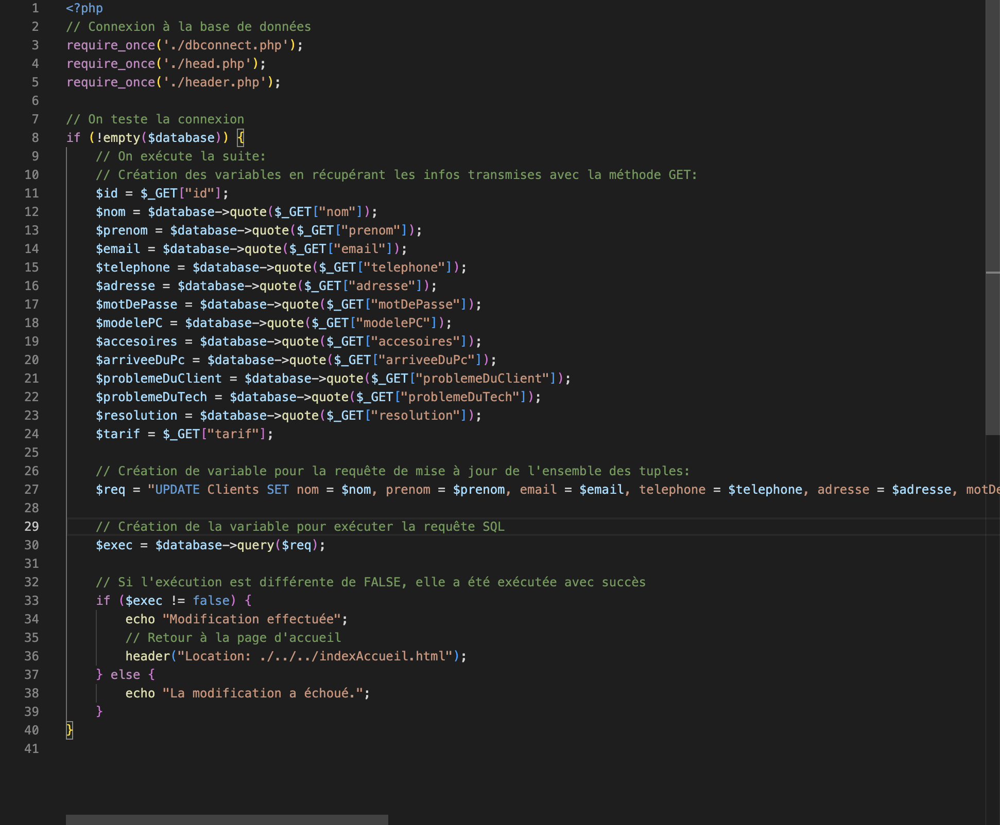 1 <?php
2 // Connexion à la base de données
3 require_once('./dbconnect.php');
4 require_once('./head.php');
5 require_once('./header.php');
6
7 // On teste la connexion
8 if (!empty($database)) {
9 // On exécute la suite:
10 // Création des variables en récupérant les infos transmises avec la méthode GET:
11 $id = $_GET["id"];
12 $nom = $database->quote($_GET["nom"]);
13 $prenom = $database->quote($_GET["prenom"]);
14 $email = $database->quote($_GET["email"]);
15 $telephone = $database->quote($_GET["telephone"]);
16 $adresse = $database->quote($_GET["adresse"]);
17 $motDePasse = $database->quote($_GET["motDePasse"]);
18 $modelePC = $database->quote($_GET["modelePC"]);
19 $accesoires = $database->quote($_GET["accesoires"]);
20 $arriveeDuPc = $database->quote($_GET["arriveeDuPc"]);
21 $problemeDuClient = $database->quote($_GET["problemeDuClient"]);
22 $problemeDuTech = $database->quote($_GET["problemeDuTech"]);
23 $resolution = $database->quote($_GET["resolution"]);
24 $tarif = $_GET["tarif"];
25
26 // Création de variable pour la requête de mise à jour de l'ensemble des tuples:
27 $req = "UPDATE Clients SET nom = $nom, prenom = $prenom, email = $email, telephone = $telephone, adresse = $adresse, motDe
28
29 // Création de la variable pour exécuter la requête SQL
30 $exec = $database->query($req);
31
32 // Si l'exécution est différente de FALSE, elle a été exécutée avec succès
33 if ($exec != false) {
34 echo "Modification effectuée";
35 // Retour à la page d'accueil
36 header("Location: ./../../indexAccueil.html");
37 } else {
38 echo "La modification a échoué.";
39 }
40 }
41